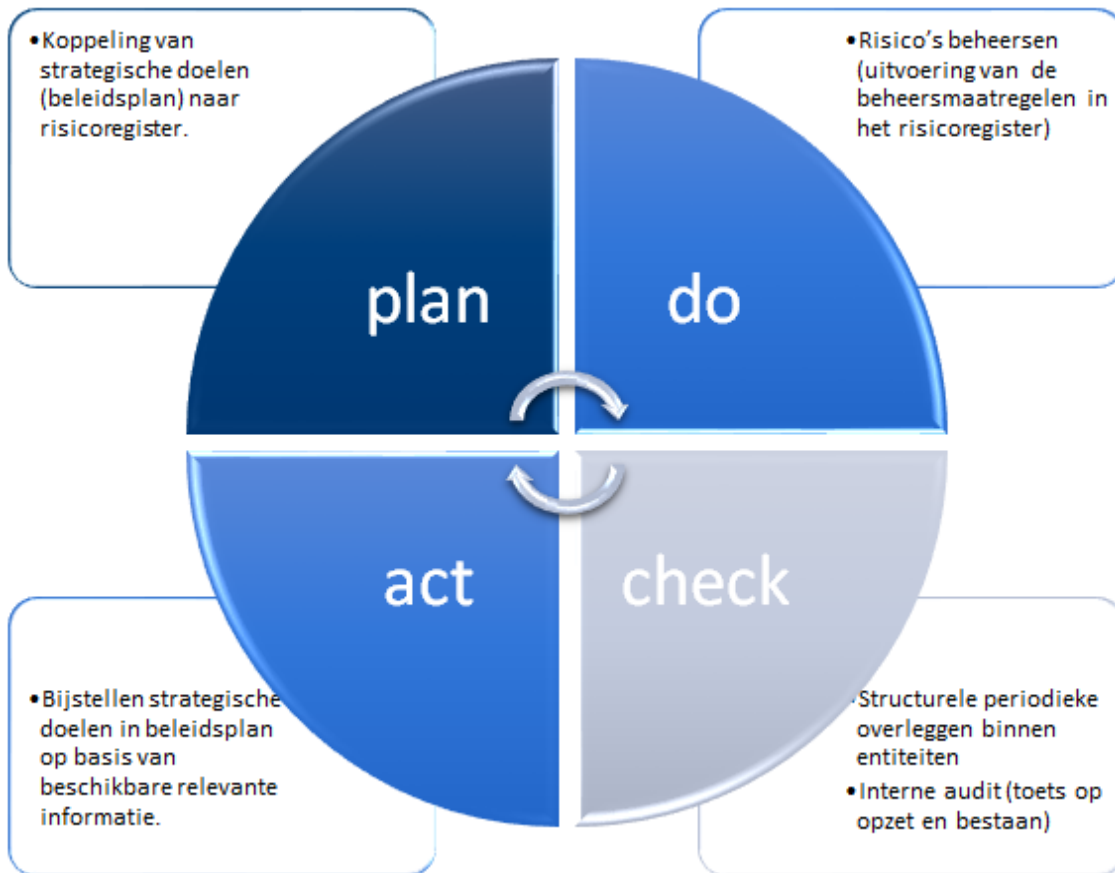 •Koppeling van
strategische doelen
(beleidsplan) naar
risicoregister.
•Risico's beheersen
(uitvoering van de
beheersmaatregelen in
het risicoregister)
plan
do
act
check
•Bijstellen strategische
doelen in beleidsplan
op basis van
beschikbare relevante
informatie.
•Structurele periodieke
overleggen binnen
entiteiten
•Interne audit (toets op
opzet en bestaan)